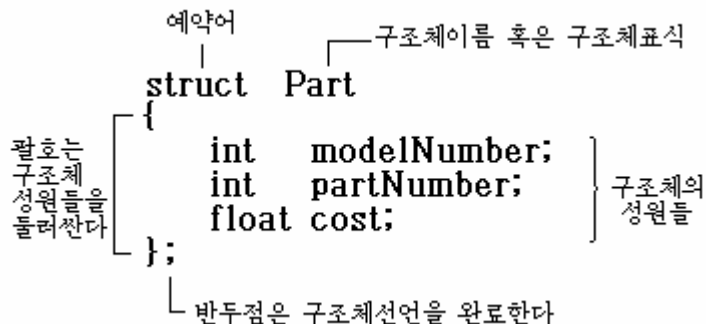 예약어
구조체이름 혹은 구조체표식
struct Part
{
팔호는
구조체
성원들을
둘러싼다
int modelNumber;
int partNumber;
float cost;
구조체의
성원들
};
반두점은 구조체선언을 완료한다